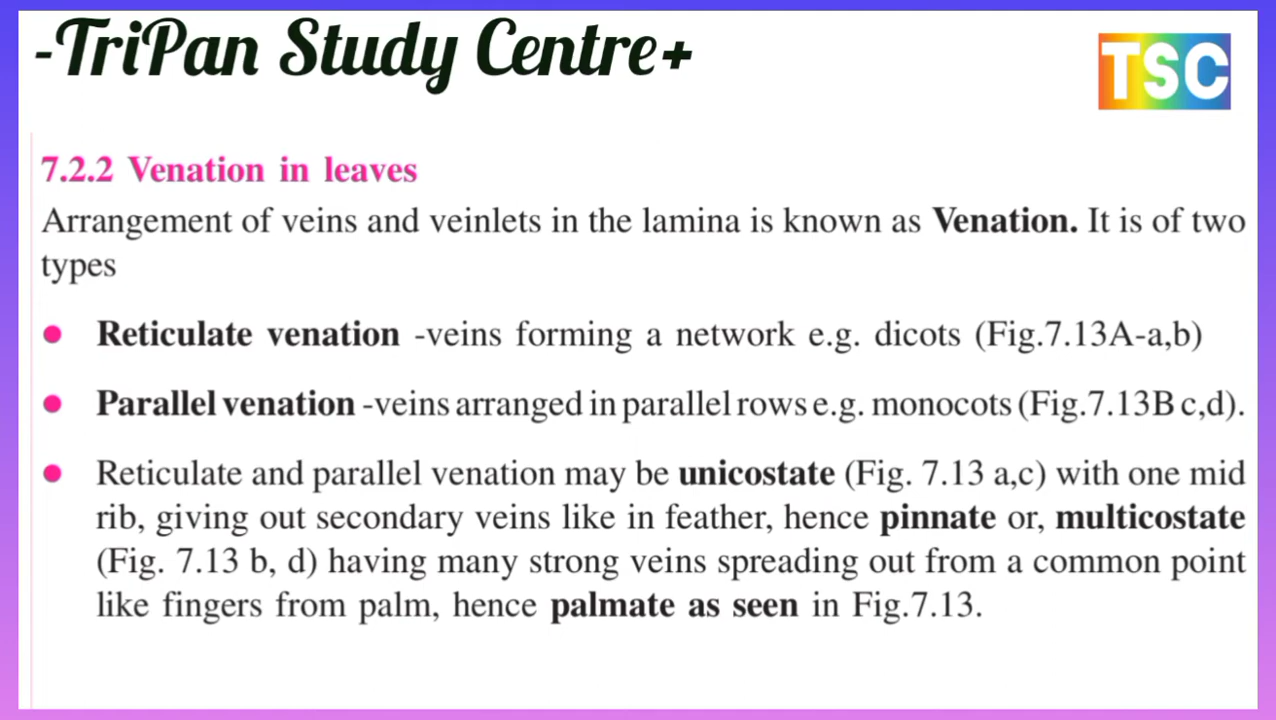 -TriPan Study Centre+
TSC
7.2.2 Venation in leaves
Arrangement of veins and veinlets in the lamina is known as Venation. It is of two
types
● Reticulate venation -veins forming a network e.g. dicots (Fig.7.13A-a,b)
● Parallel venation -veins arranged in parallel rows e.g. monocots (Fig.7.13B c,d).
● Reticulate and parallel venation may be unicostate (Fig. 7.13 a,c) with one mid
rib, giving out secondary veins like in feather, hence pinnate or, multicostate
(Fig. 7.13 b, d) having many strong veins spreading out from a common point
like fingers from palm, hence palmate as seen in Fig.7.13.